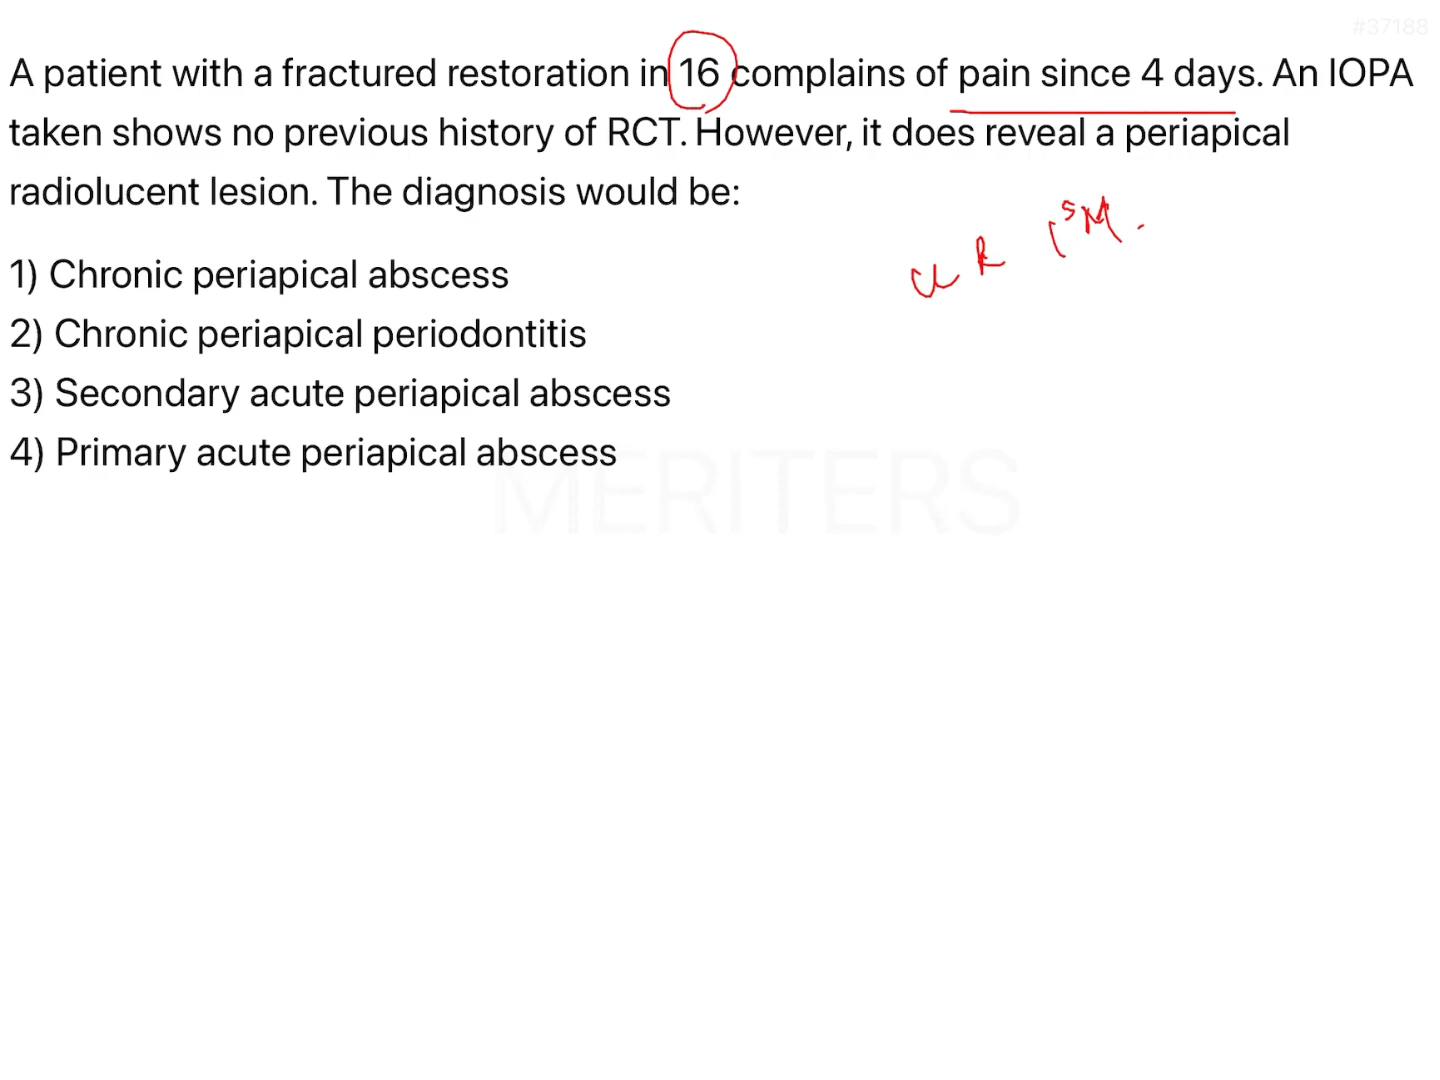 #37188
A patient with a fractured restoration in 16 complains of pain since 4 days. An IOPA
taken shows no previous history of RCT. However, it does reveal a periapical
radiolucent lesion. The diagnosis would be:
1) Chronic periapical abscess
2) Chronic periapical periodontitis
3) Secondary acute periapical abscess
4) Primary acute periapical abscess
MERITERS